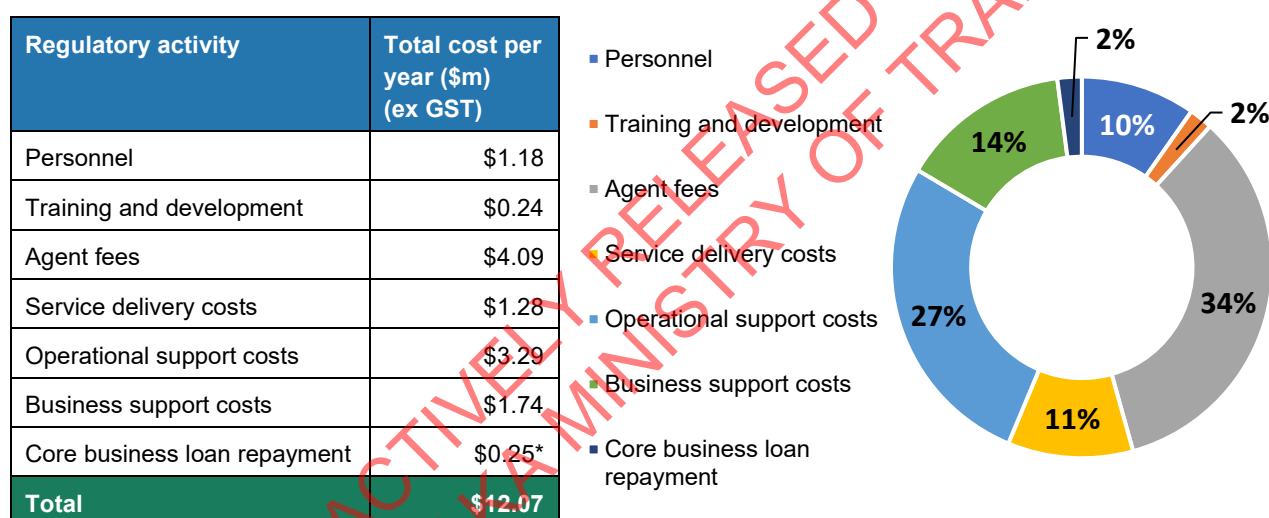 Regulatory activity
Total cost per
year ($m)
(ex GST)
Personnel $1.18
Training and development $0.24
Agent fees $4.09
Service delivery costs $1.28
Operational support costs $3.29
Business support costs $1.74
Core business loan repayment $0.25*
Total $12.07
Personnel
Training and development
Agent fees
Service delivery costs
Operational support costs
Business support costs
Core business loan
repayment
2%
10%
2%
34%
11%
27%
14%
ACTIVELY RELEASED
KA MINISTRY OF TRA